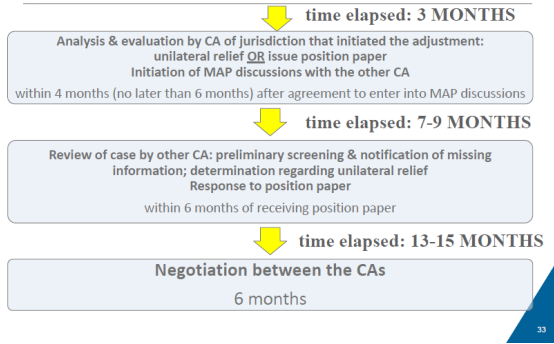 time elapsed: 3 MONTHS
Analysis & evaluation by CA of jurisdiction that initiated the adjustment:
unilateral relief OR issue position paper
Initiation of MAP discussions with the other CA
within 4 months (no later than 6 months) after agreement to enter into MAP discussions
time elapsed: 7-9 MONTHS
Review of case by other CA: preliminary screening & notification of missing
information; determination regarding unilateral relief
Response to position paper
within 6 months of receiving position paper
time elapsed: 13-15 MONTHS
Negotiation between the CAs
6 months
33